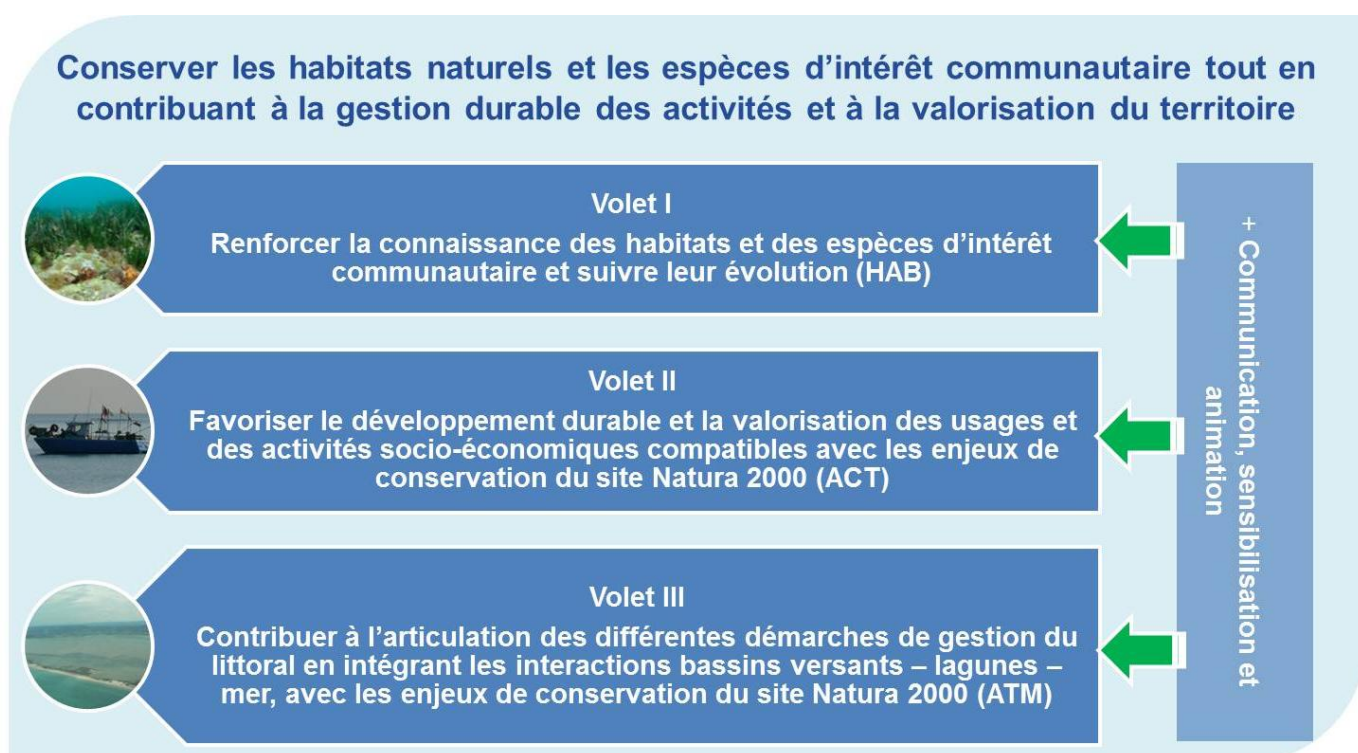 Conserver les habitats naturels et les espèces d'intérêt communautaire tout en
contribuant à la gestion durable des activités et à la valorisation du territoire
Volet I
Renforcer la connaissance des habitats et des espèces d'intérêt
communautaire et suivre leur évolution (HAB)
Volet II
Favoriser le développement durable et la valorisation des usages et
des activités socio-économiques compatibles avec les enjeux de
conservation du site Natura 2000 (ACT)
Volet III
Contribuer à l'articulation des différentes démarches de gestion du
littoral en intégrant les interactions bassins versants – lagunes –
mer, avec les enjeux de conservation du site Natura 2000 (ATM)
+ Communication, sensibilisation et
animation